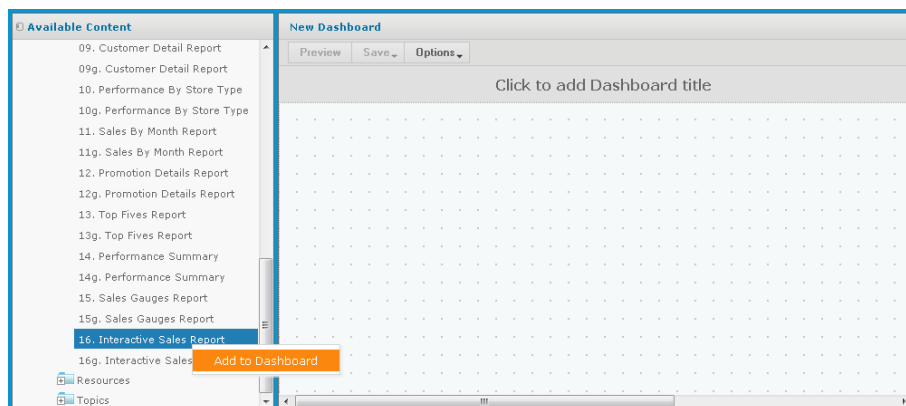 Available Content
09. Customer Detail Report
09g. Customer Detail Report
10. Performance By Store Type
10g. Performance By Store Type
11. Sales By Month Report
11g. Sales By Month Report
12. Promotion Details Report
12g. Promotion Details Report
13. Top Fives Report
13g. Top Fives Report
14. Performance Summary
14g. Performance Summary
15. Sales Gauges Report
15g. Sales Gauges Report
16. Interactive Sales Report
16g. Interactive Sales
Add to Dashboard
Resources
Topics
New Dashboard
Preview Save Options
Click to add Dashboard title